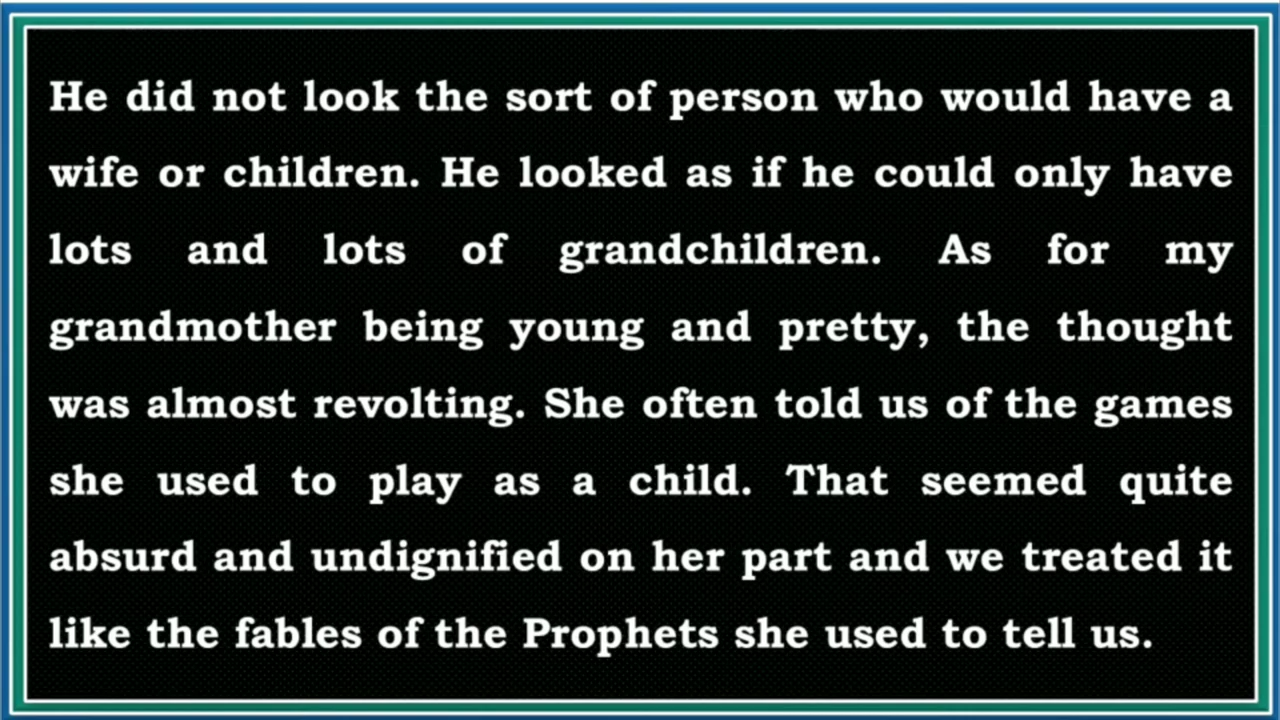 He did not look the sort of person who would have a
wife or children. He looked as if he could only have
lots and lots of grandchildren. As for my
grandmother being young and pretty, the thought
was almost revolting. She often told us of the games
she used to play as a child. That seemed quite
absurd and undignified on her part and we treated it
like the fables of the Prophets she used to tell us.